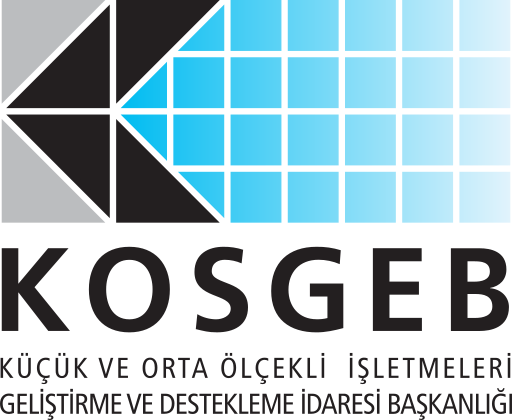 KOSGEB
KÜÇÜK VE ORTA ÖLÇEKLİ İŞLETMELERİ
GELİŞTİRME VE DESTEKLEME İDARESİ BAŞKANLIĞI